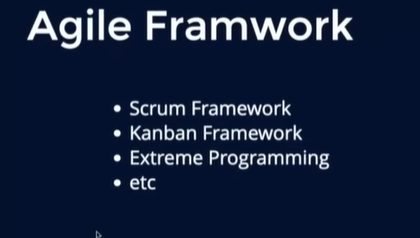 Agile Framwork
• Scrum Framework
• Kanban Framework
• Extreme Programming
• etc